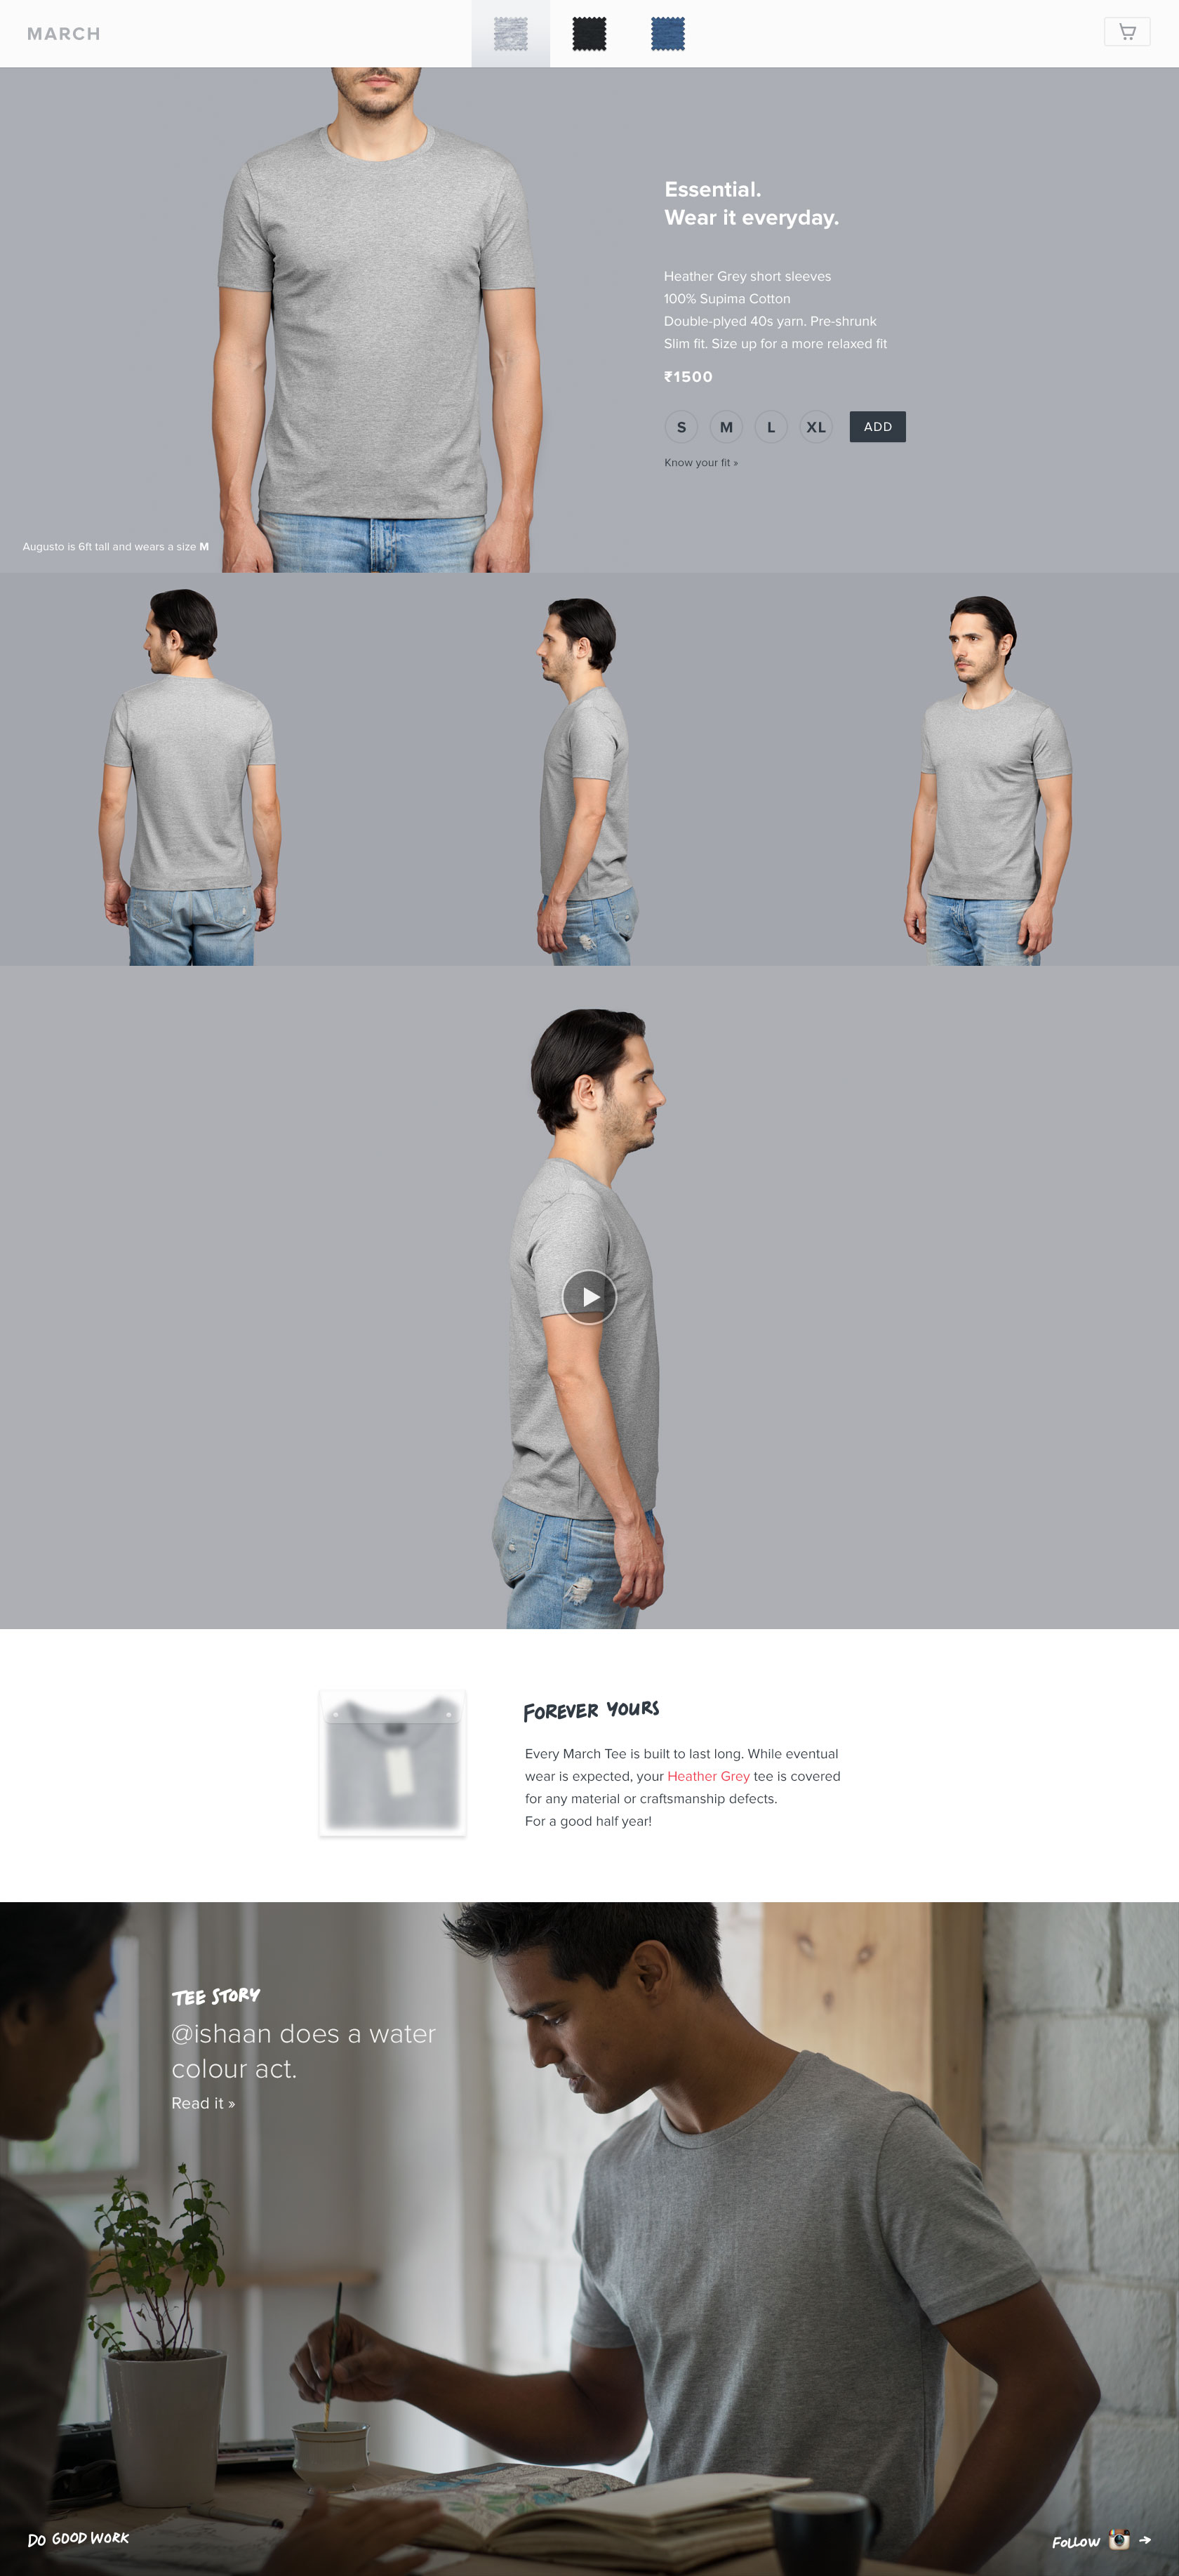 MARCH
Essential.
Wear it everyday.
Heather Grey short sleeves
100% Supima Cotton
Double-plyed 40s yarn. Pre-shrunk
Slim fit. Size up for a more relaxed fit
₹1500
S M L XL ADD
Know your fit »
Augusto is 6ft tall and wears a size M
FOREVER YOURS
Every March Tee is built to last long. While eventual
wear is expected, your Heather Grey tee is covered
for any material or craftsmanship defects.
For a good half year!
TEE STORY
@ishaan does a water
colour act.
Read it »
DO GOOD WORK
FOLLOW →